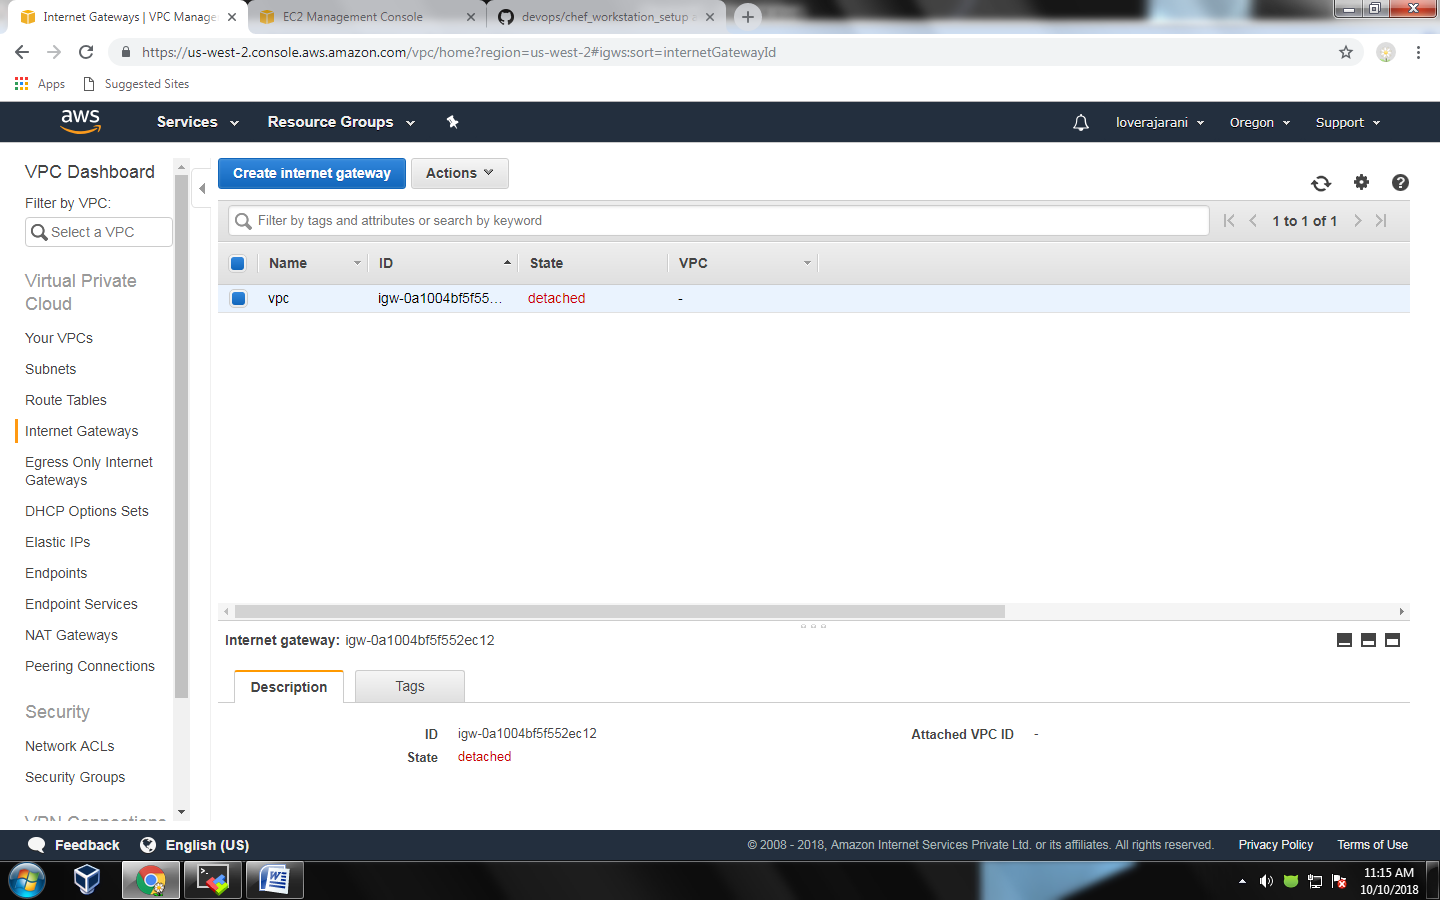 Internet Gateways | VPC Manage
EC2 Management Console
devops/chef_workstation_setup a
https://us-west-2.console.aws.amazon.com/vpc/home?region=us-west-2#igws:sort=internetGatewayId
Apps
Suggested Sites
aws
Services
Resource Groups
loverajarani
Oregon
Support
VPC Dashboard
Filter by VPC:
Select a VPC
Virtual Private
Cloud
Your VPCs
Subnets
Route Tables
Internet Gateways
Egress Only Internet
Gateways
DHCP Options Sets
Elastic IPs
Endpoints
Endpoint Services
NAT Gateways
Peering Connections
Security
Network ACLs
Security Groups
VPN Connections
Create internet gateway
Actions
Filter by tags and attributes or search by keyword
1 to 1 of 1
Name ID State VPC
vpc igw-0a1004bf5f55... detached -
Internet gateway: igw-0a1004bf5f552ec12
Description
Tags
ID igw-0a1004bf5f552ec12
State detached
Attached VPC ID -
Feedback
English (US)
© 2008 - 2018, Amazon Internet Services Private Ltd. or its affiliates. All rights reserved.
Privacy Policy
Terms of Use
11:15 AM
10/10/2018